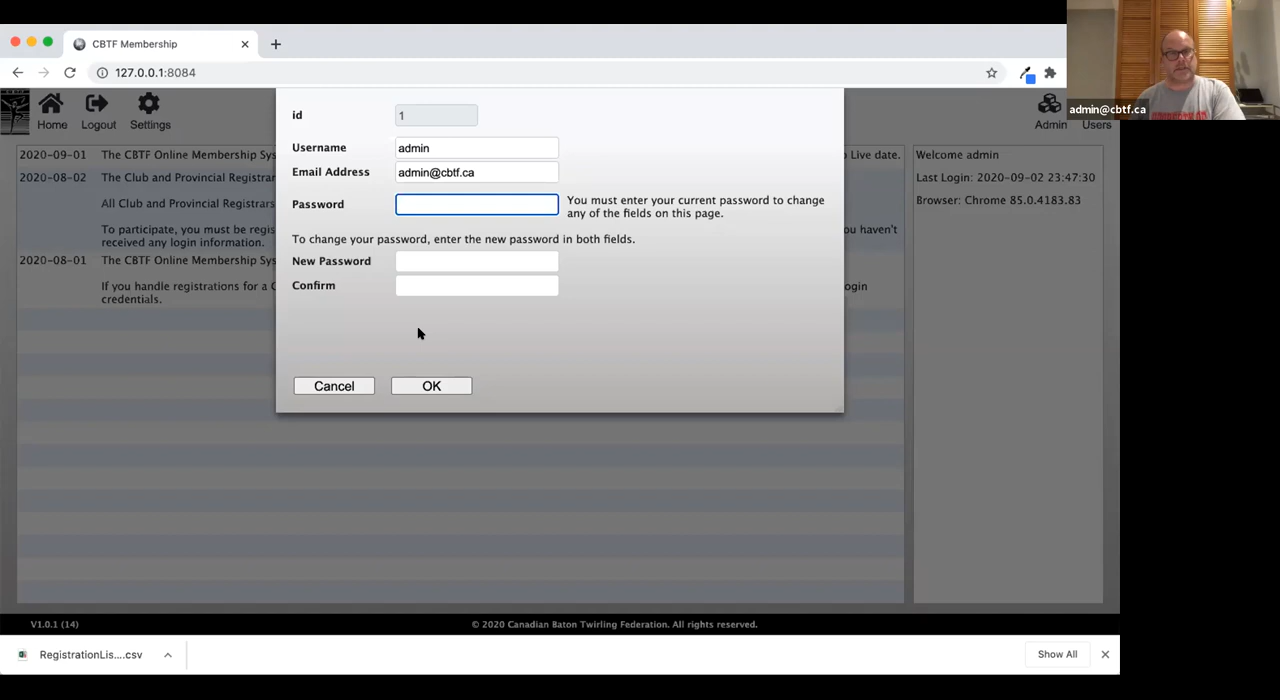 CBTF Membership
127.0.0.1:8084
Home
Logout
Settings
Admin
Users
admin@cbtf.ca
id
1
Username
admin
Email Address
admin@cbtf.ca
Password
You must enter your current password to change
any of the fields on this page.
To change your password, enter the new password in both fields.
New Password
Confirm
Cancel
OK
2020-09-01 The CBTF Online Membership Sys
o Live date.
2020-08-02 The Club and Provincial Registrar
All Club and Provincial Registrars
To participate, you must be regis
ou haven't
received any login information.
2020-08-01 The CBTF Online Membership Sys
If you handle registrations for a C
ogin
credentials.
Welcome admin
Last Login: 2020-09-02 23:47:30
Browser: Chrome 85.0.4183.83
V1.0.1 (14)
© 2020 Canadian Baton Twirling Federation. All rights reserved.
RegistrationLis....csv
Show All